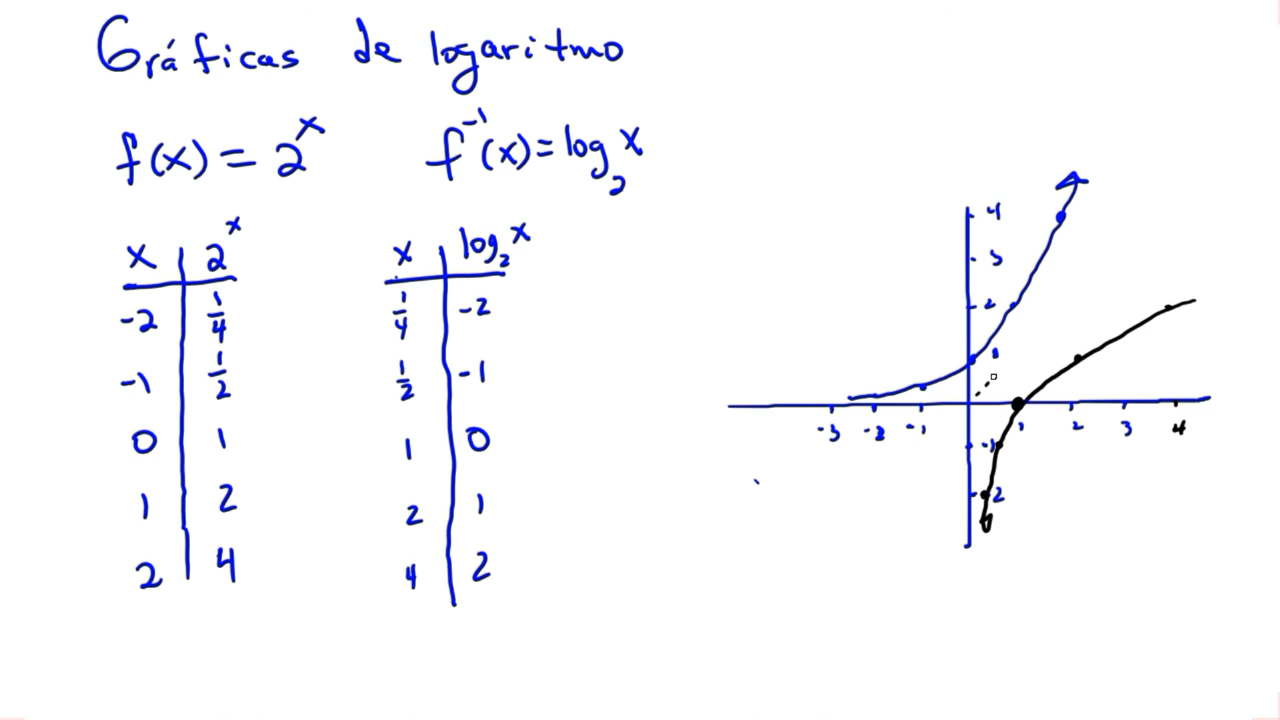 Gráficas de logaritmo
f(x) = 2^x f^-1(x) = log_2 x
x | 2^x
-2 | 1/4
-1 | 1/2
0 | 1
1 | 2
2 | 4
x | log_2 x
1/4 | -2
1/2 | -1
1 | 0
2 | 1
4 | 2
4
3
2
1
-3 -2 -1 1 2 3 4
-1
-2